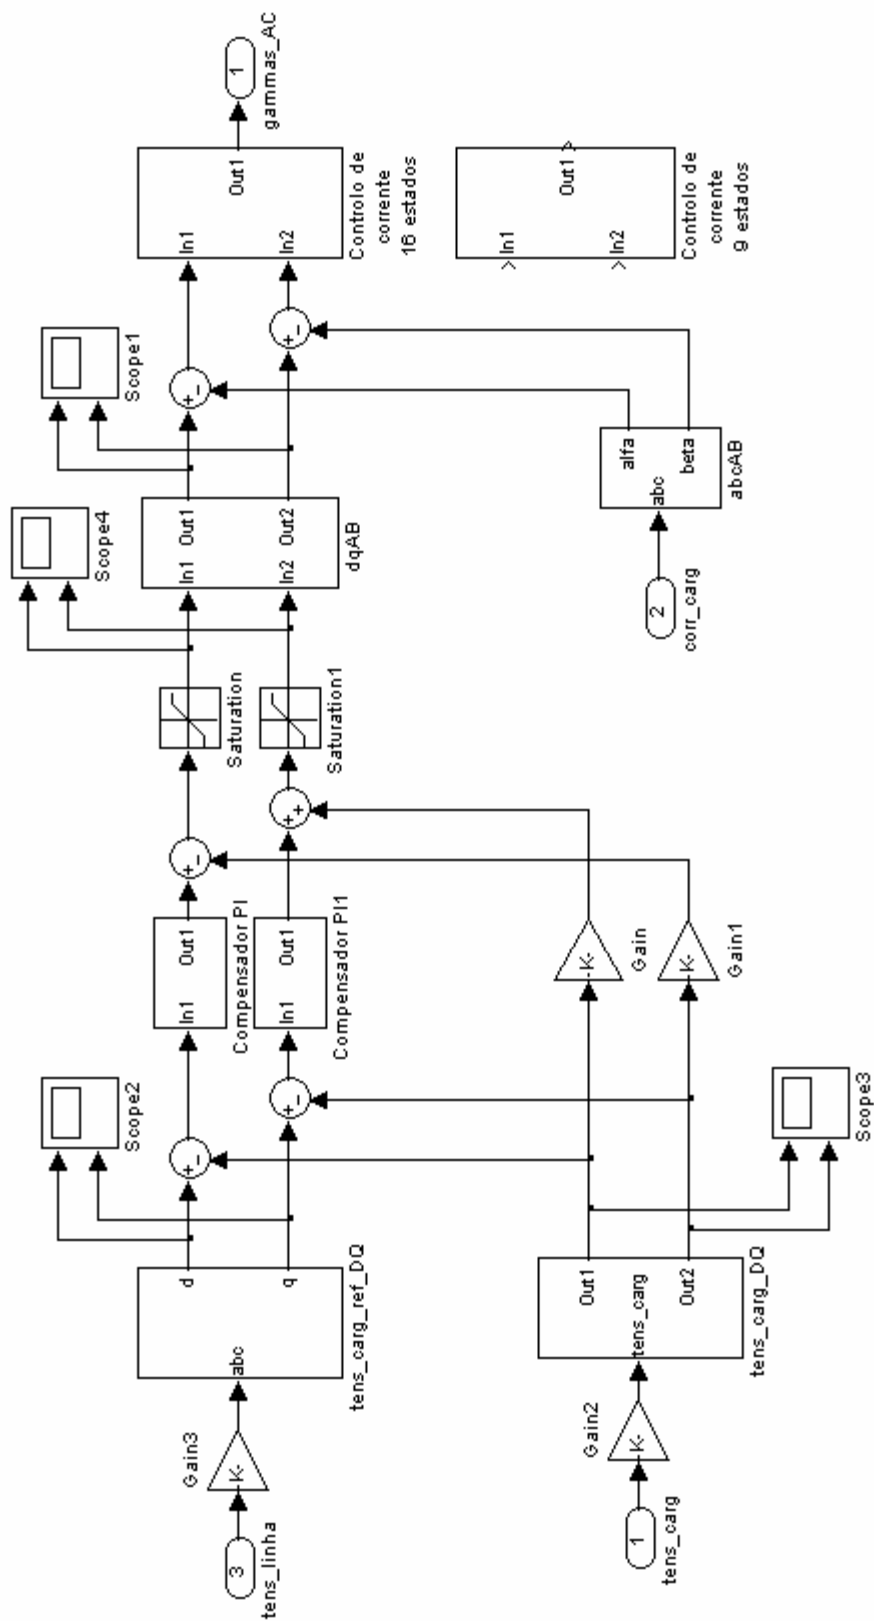 3
tens_linha
Gain3
K-
abc
d
q
tens_carg_ref_DQ
Scope2
+
-
+
-
In1
Out1
Compensador PI
In1
Out1
Compensador PI1
+
-
+
+
Saturation
Saturation1
Scope4
In1
Out1
In2
Out2
dqAB
Scope1
+
-
+
-
In1
In2
Out1
Controlo de
corrente
16 estados
1
gammas_AC
1
tens_carg
Gain2
K-
tens_carg
Out1
Out2
tens_carg_DQ
Scope3
-K-
Gain
K-
Gain1
2
corr_carg
abc
alfa
beta
abcAB
In1
In2
Out1
Controlo de
corrente
9 estados